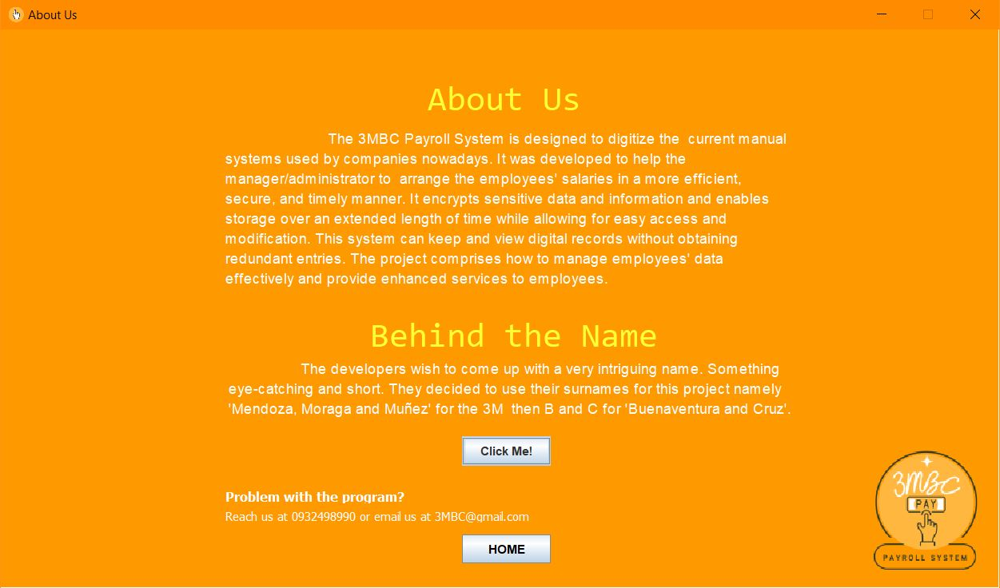 About Us
About Us
The 3MBC Payroll System is designed to digitize the current manual
systems used by companies nowadays. It was developed to help the
manager/administrator to arrange the employees' salaries in a more efficient,
secure, and timely manner. It encrypts sensitive data and information and enables
storage over an extended length of time while allowing for easy access and
modification. This system can keep and view digital records without obtaining
redundant entries. The project comprises how to manage employees' data
effectively and provide enhanced services to employees.
Behind the Name
The developers wish to come up with a very intriguing name. Something
eye-catching and short. They decided to use their surnames for this project namely
'Mendoza, Moraga and Muñez' for the 3M then B and C for 'Buenaventura and Cruz'.
Click Me!
Problem with the program?
Reach us at 0932498990 or email us at 3MBC@gmail.com
HOME
3MBC
PAY
PAYROLL SYSTEM